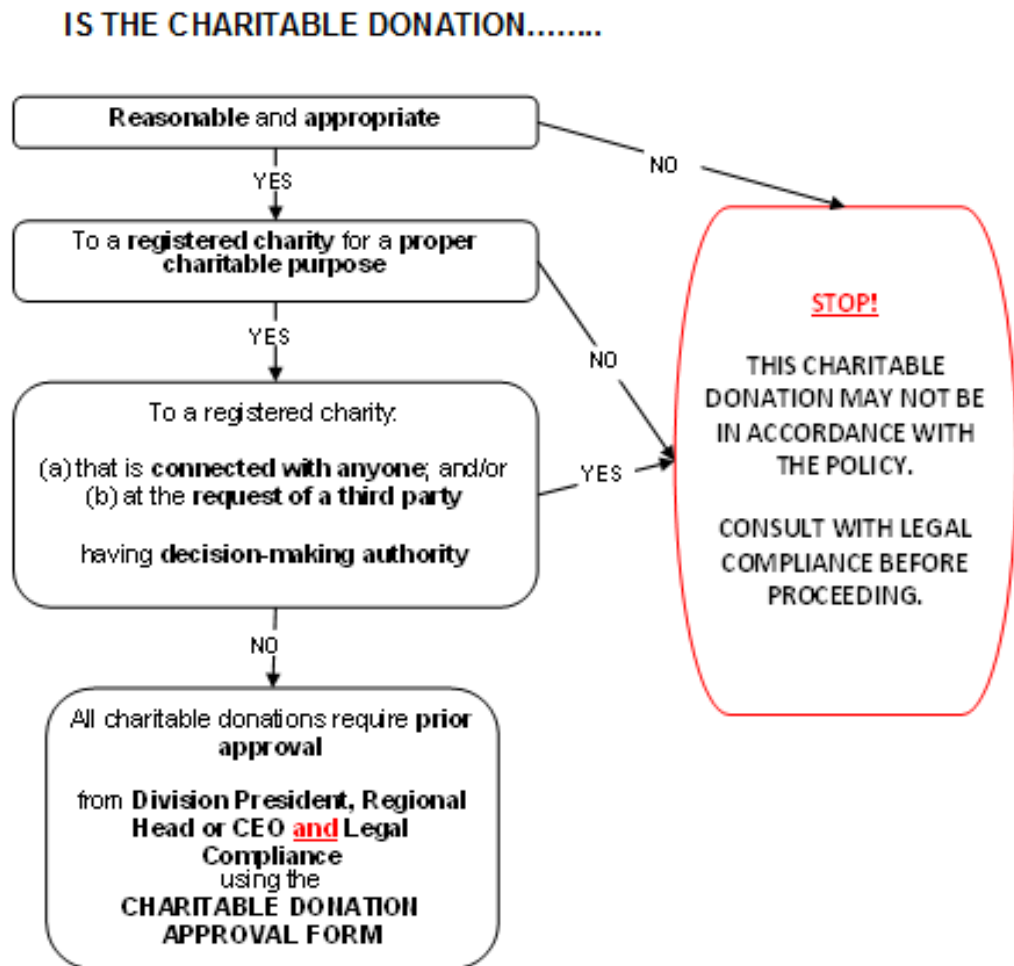 IS THE CHARITABLE DONATION........
Reasonable and appropriate
NO
YES
To a registered charity for a proper
charitable purpose
YES
NO
To a registered charity:
(a) that is connected with anyone; and/or
(b) at the request of a third party
having decision-making authority
YES
STOP!
THIS CHARITABLE
DONATION MAY NOT BE
IN ACCORDANCE WITH
THE POLICY.
CONSULT WITH LEGAL
COMPLIANCE BEFORE
PROCEEDING.
NO
All charitable donations require prior
approval
from Division President, Regional
Head or CEO and Legal
Compliance
using the
CHARITABLE DONATION
APPROVAL FORM